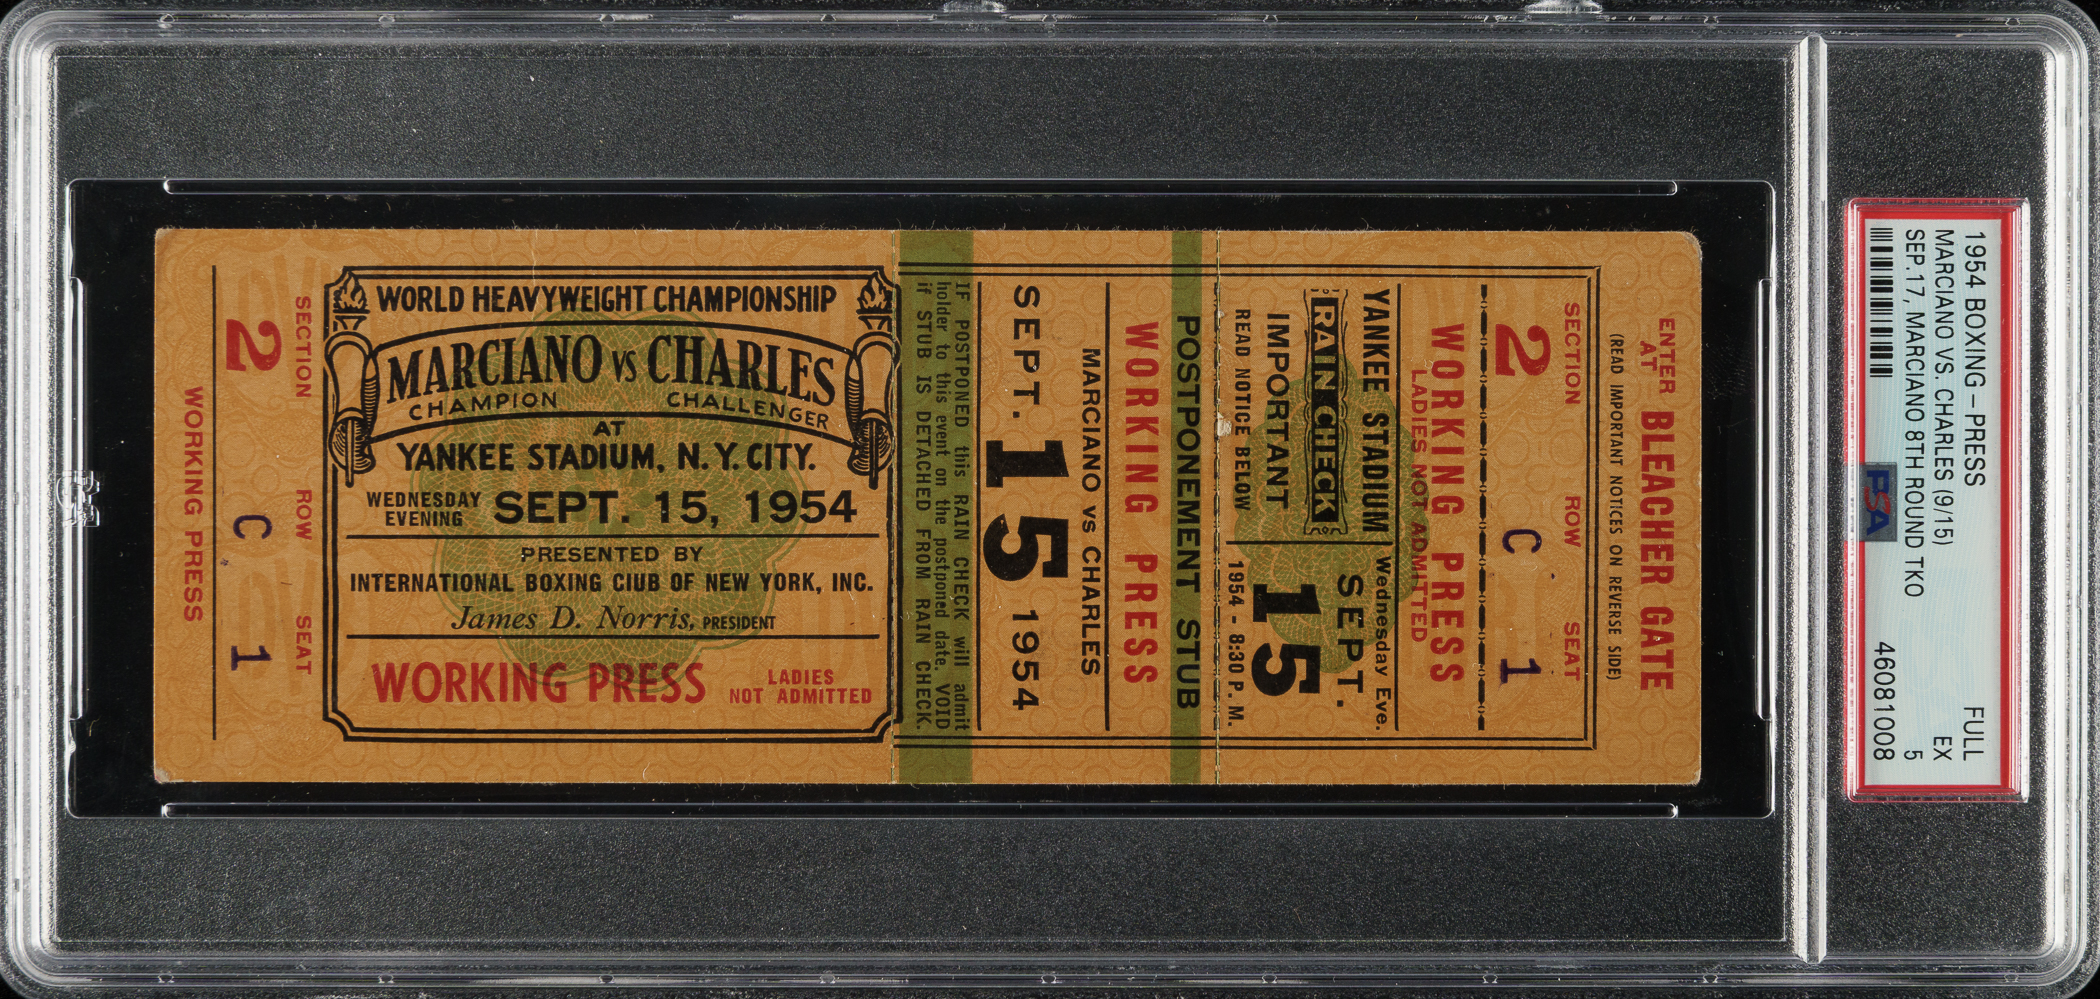 SECTION ROW SEAT
2 C 1
WORKING PRESS
WORLD HEAVYWEIGHT CHAMPIONSHIP
MARCIANO VS CHARLES
CHAMPION CHALLENGER
AT
YANKEE STADIUM, N. Y. CITY.
WEDNESDAY EVENING SEPT. 15, 1954
PRESENTED BY
INTERNATIONAL BOXING CLUB OF NEW YORK, INC.
James D. Norris, PRESIDENT
WORKING PRESS
LADIES
NOT ADMITTED
IF POSTPONED this RAIN CHECK will admit
holder to this event on the postponed date. VOID
if STUB IS DETACHED FROM RAIN CHECK.
SEPT. 15 1954
MARCIANO VS CHARLES
WORKING PRESS
POSTPONEMENT STUB
ENTER
AT
BLEACHER GATE
(READ IMPORTANT NOTICES ON REVERSE SIDE)
SECTION ROW SEAT
2 C 1
WORKING PRESS
LADIES NOT ADMITTED
YANKEE STADIUM
RAIN CHECK
IMPORTANT
READ NOTICE BELOW
Wednesday Eve.
SEPT.
15
1954 - 8:30 P. M.
1954 BOXING - PRESS FULL
MARCIANO VS. CHARLES (9/15) EX
SEP.17, MARCIANO 8TH ROUND TKO 5
46081008
PSA